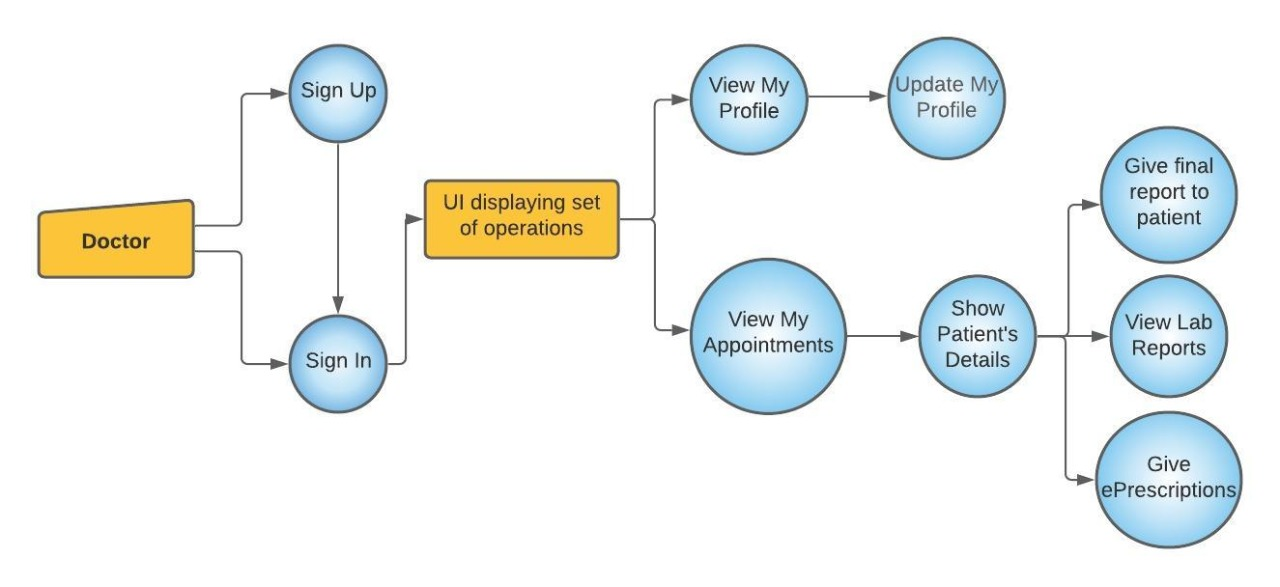 Sign Up
Doctor
Sign In
UI displaying set
of operations
View My
Profile
Update My
Profile
View My
Appointments
Show
Patient's
Details
Give final
report to
patient
View Lab
Reports
Give
ePrescriptions